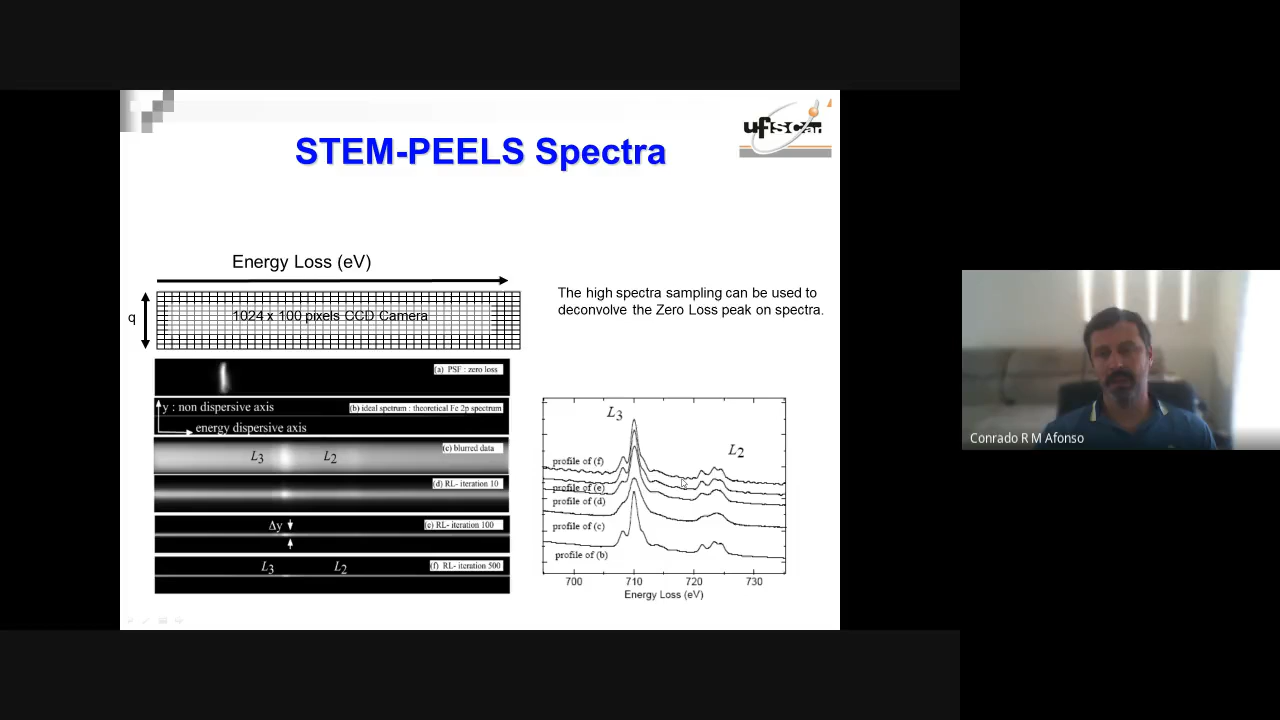 ufscar
STEM-PEELS Spectra
Energy Loss (eV)
q
1024 x 100 pixels CCD Camera
The high spectra sampling can be used to
deconvolve the Zero Loss peak on spectra.
(a) PSF : zero loss
y : non dispersive axis
(b) ideal spetrum : theoretical Fe 2p spectrum
energy dispersive axis
L3
L2
(c) blurred data
(d) RL- iteration 10
Δy
(e) RL- iteration 100
L3
L2
(f) RL- iteration 500
L3
L2
profile of (f)
profile of (e)
profile of (d)
profile of (c)
profile of (b)
700
710
720
730
Energy Loss (eV)
Conrado R M Afonso